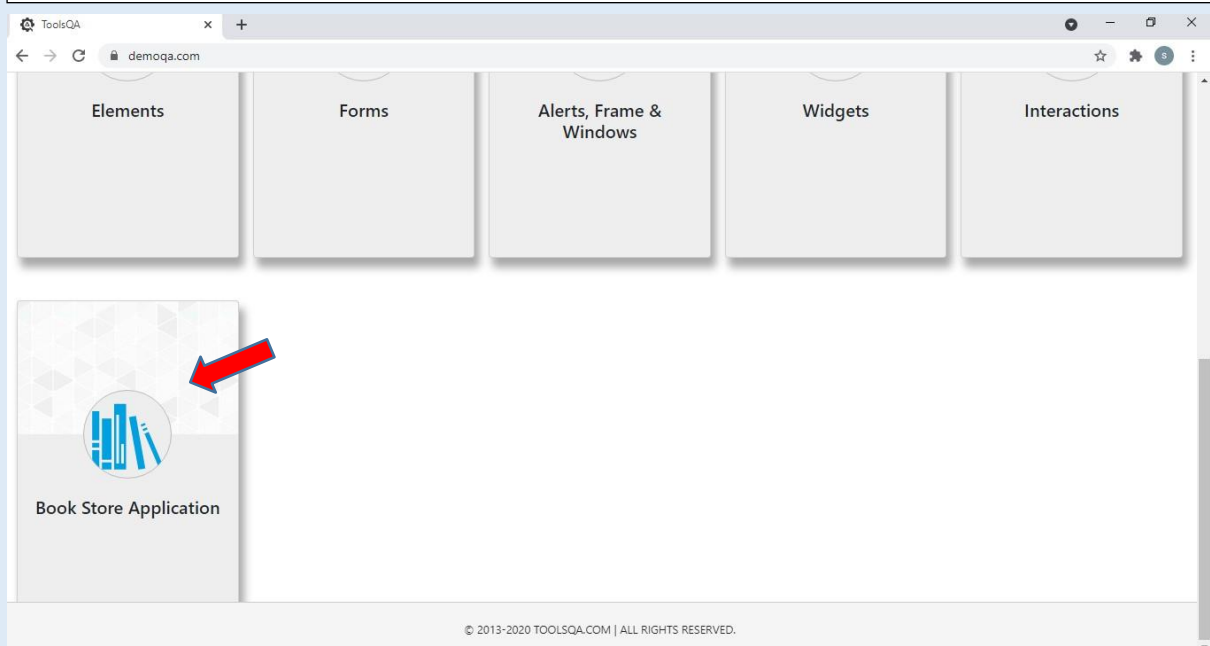 ToolsQA
demoqa.com
S
Elements
Forms
Alerts, Frame &
Windows
Widgets
Interactions
Book Store Application
© 2013-2020 TOOLSQA.COM | ALL RIGHTS RESERVED.